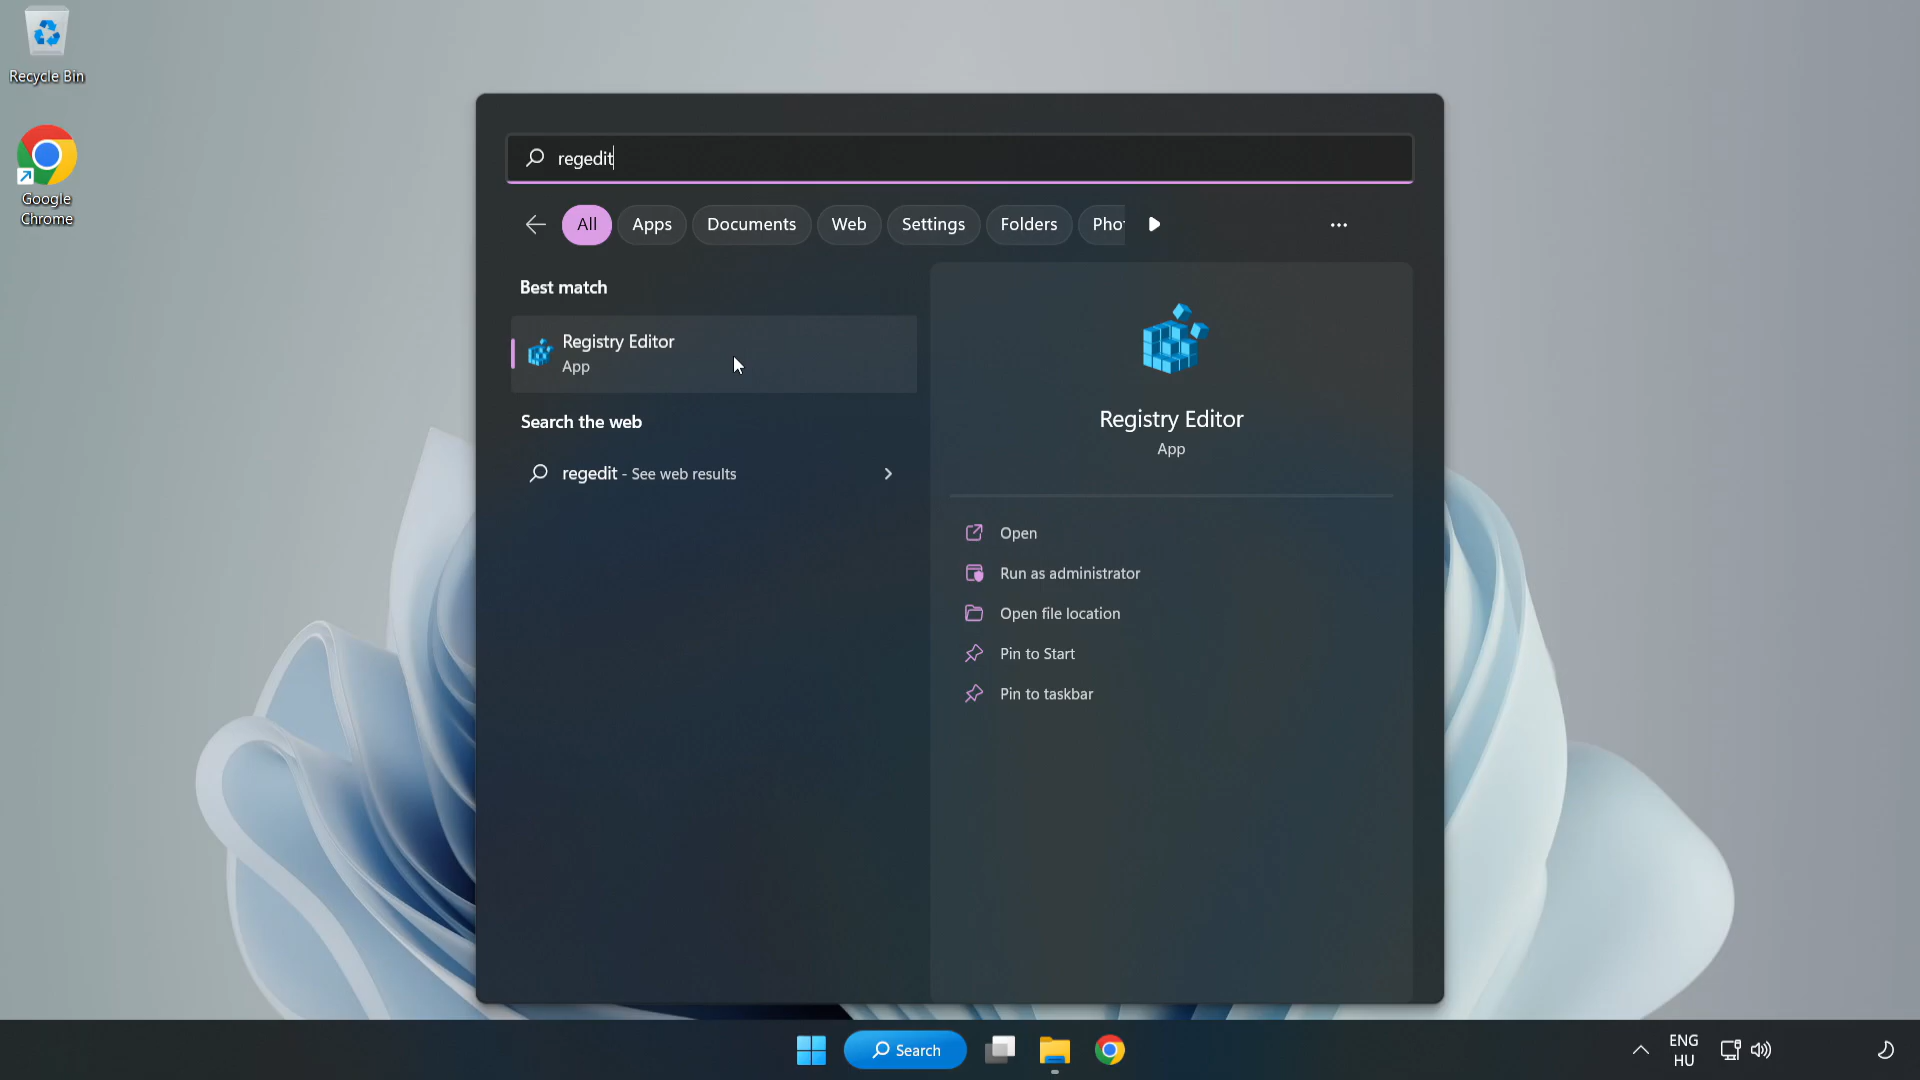 Recycle Bin
Google
Chrome
regedit
All Apps Documents Web Settings Folders
Best match
Registry Editor
App
Search the web
regedit - See web results
Registry Editor
App
Open
Run as administrator
Open file location
Pin to Start
Pin to taskbar
Search
ENG
HU